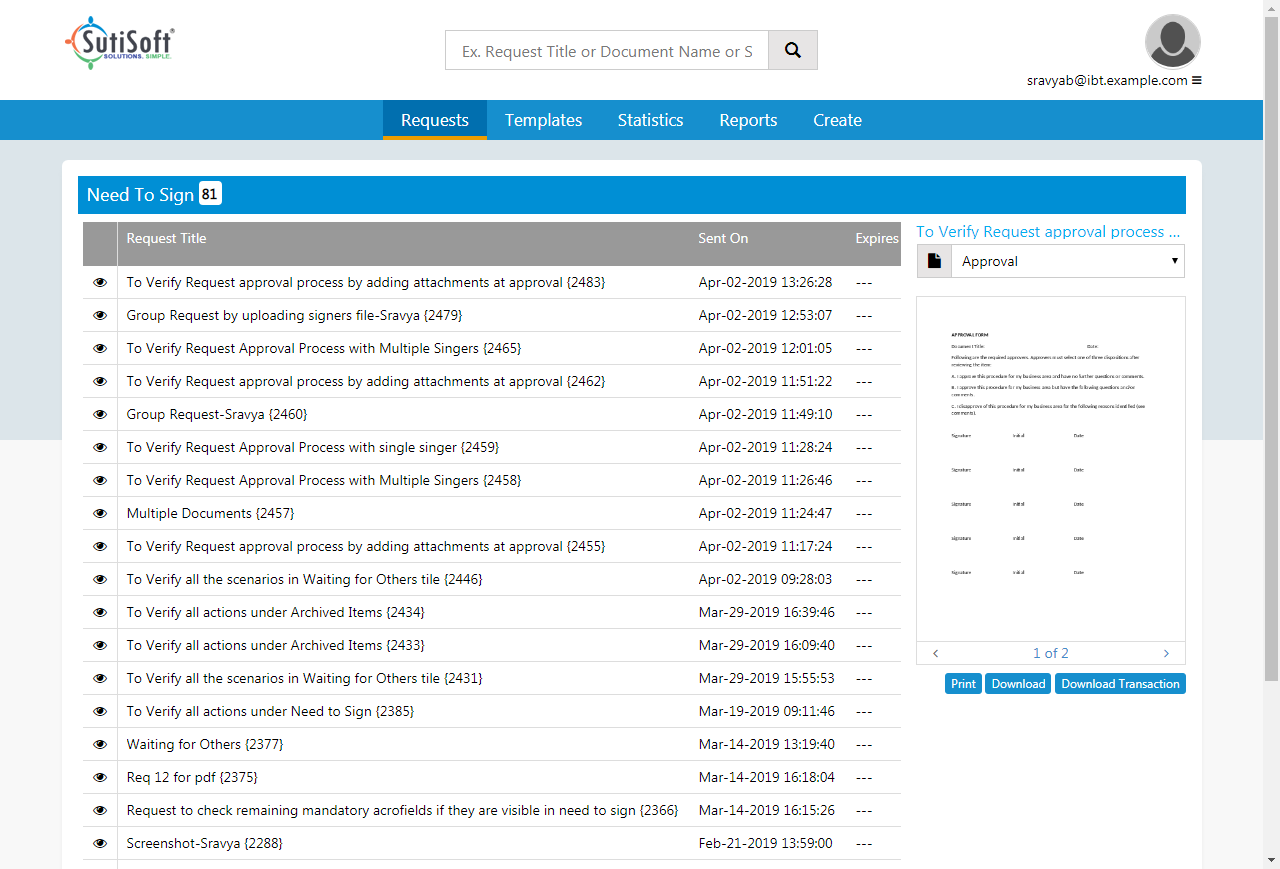 SutiSoft®
SOLUTIONS. SIMPLE.
Ex. Request Title or Document Name or S
sravyab@ibt.example.com
Requests Templates Statistics Reports Create
Need To Sign 81
Request Title Sent On Expires
To Verify Request approval process by adding attachments at approval {2483} Apr-02-2019 13:26:28 ---
Group Request by uploading signers file-Sravya {2479} Apr-02-2019 12:53:07 ---
To Verify Request Approval Process with Multiple Singers {2465} Apr-02-2019 12:01:05 ---
To Verify Request approval process by adding attachments at approval {2462} Apr-02-2019 11:51:22 ---
Group Request-Sravya {2460} Apr-02-2019 11:49:10 ---
To Verify Request Approval Process with single singer {2459} Apr-02-2019 11:28:24 ---
To Verify Request Approval Process with Multiple Singers {2458} Apr-02-2019 11:26:46 ---
Multiple Documents {2457} Apr-02-2019 11:24:47 ---
To Verify Request approval process by adding attachments at approval {2455} Apr-02-2019 11:17:24 ---
To Verify all the scenarios in Waiting for Others tile {2446} Apr-02-2019 09:28:03 ---
To Verify all actions under Archived Items {2434} Mar-29-2019 16:39:46 ---
To Verify all actions under Archived Items {2433} Mar-29-2019 16:09:40 ---
To Verify all the scenarios in Waiting for Others tile {2431} Mar-29-2019 15:55:53 ---
To Verify all actions under Need to Sign {2385} Mar-19-2019 09:11:46 ---
Waiting for Others {2377} Mar-14-2019 13:19:40 ---
Req 12 for pdf {2375} Mar-14-2019 16:18:04 ---
Request to check remaining mandatory acrofields if they are visible in need to sign {2366} Mar-14-2019 16:15:26 ---
Screenshot-Sravya {2288} Feb-21-2019 13:59:00 ---
To Verify Request approval process ...
Approval
APPROVAL FORM
Document Title: Date:
Following are the required approvers. Approvers must select one of three dispositions after
reviewing the item:
A. I approve this procedure for my business area and have no further questions or comments.
B. I approve this procedure for my business area but have the following questions and/or
comments.
C. I disapprove of this procedure for my business area for the following reasons identified (see
comments).
Signature Initial Date
Signature Initial Date
Signature Initial Date
Signature Initial Date
Signature Initial Date
< 1 of 2 >
Print Download Download Transaction